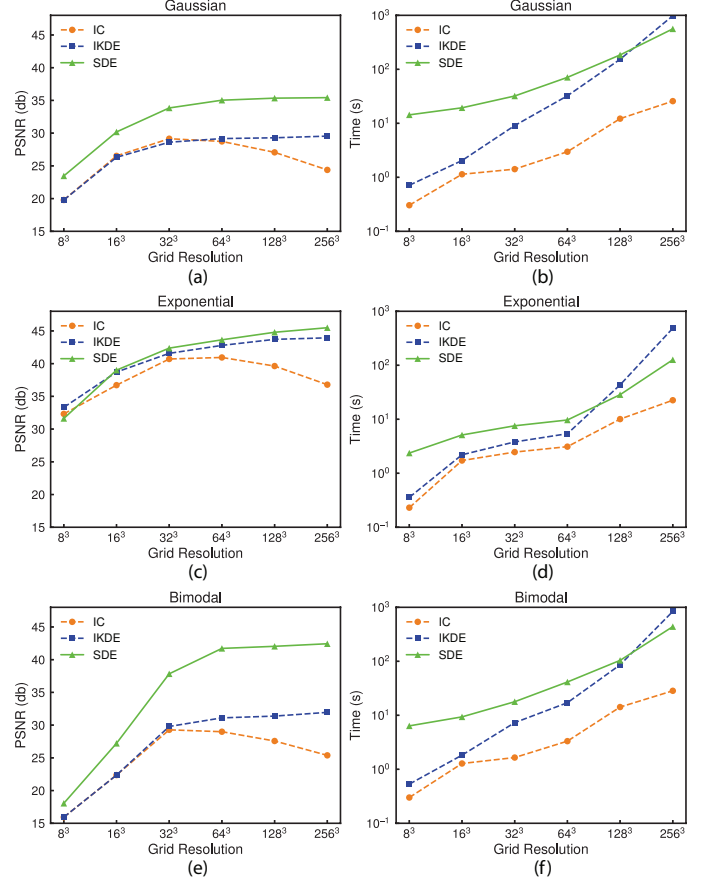 Gaussian
45
40
35
30
25
20
15
PSNR (db)
IC
IKDE
SDE
8³ 16³ 32³ 64³ 128³ 256³
Grid Resolution
(a)
Gaussian
10³
10²
10¹
10⁰
10⁻¹
Time (s)
IC
IKDE
SDE
8³ 16³ 32³ 64³ 128³ 256³
Grid Resolution
(b)
Exponential
45
40
35
30
25
20
15
PSNR (db)
IC
IKDE
SDE
8³ 16³ 32³ 64³ 128³ 256³
Grid Resolution
(c)
Exponential
10³
10²
10¹
10⁰
10⁻¹
Time (s)
IC
IKDE
SDE
8³ 16³ 32³ 64³ 128³ 256³
Grid Resolution
(d)
Bimodal
45
40
35
30
25
20
15
PSNR (db)
IC
IKDE
SDE
8³ 16³ 32³ 64³ 128³ 256³
Grid Resolution
(e)
Bimodal
10³
10²
10¹
10⁰
10⁻¹
Time (s)
IC
IKDE
SDE
8³ 16³ 32³ 64³ 128³ 256³
Grid Resolution
(f)